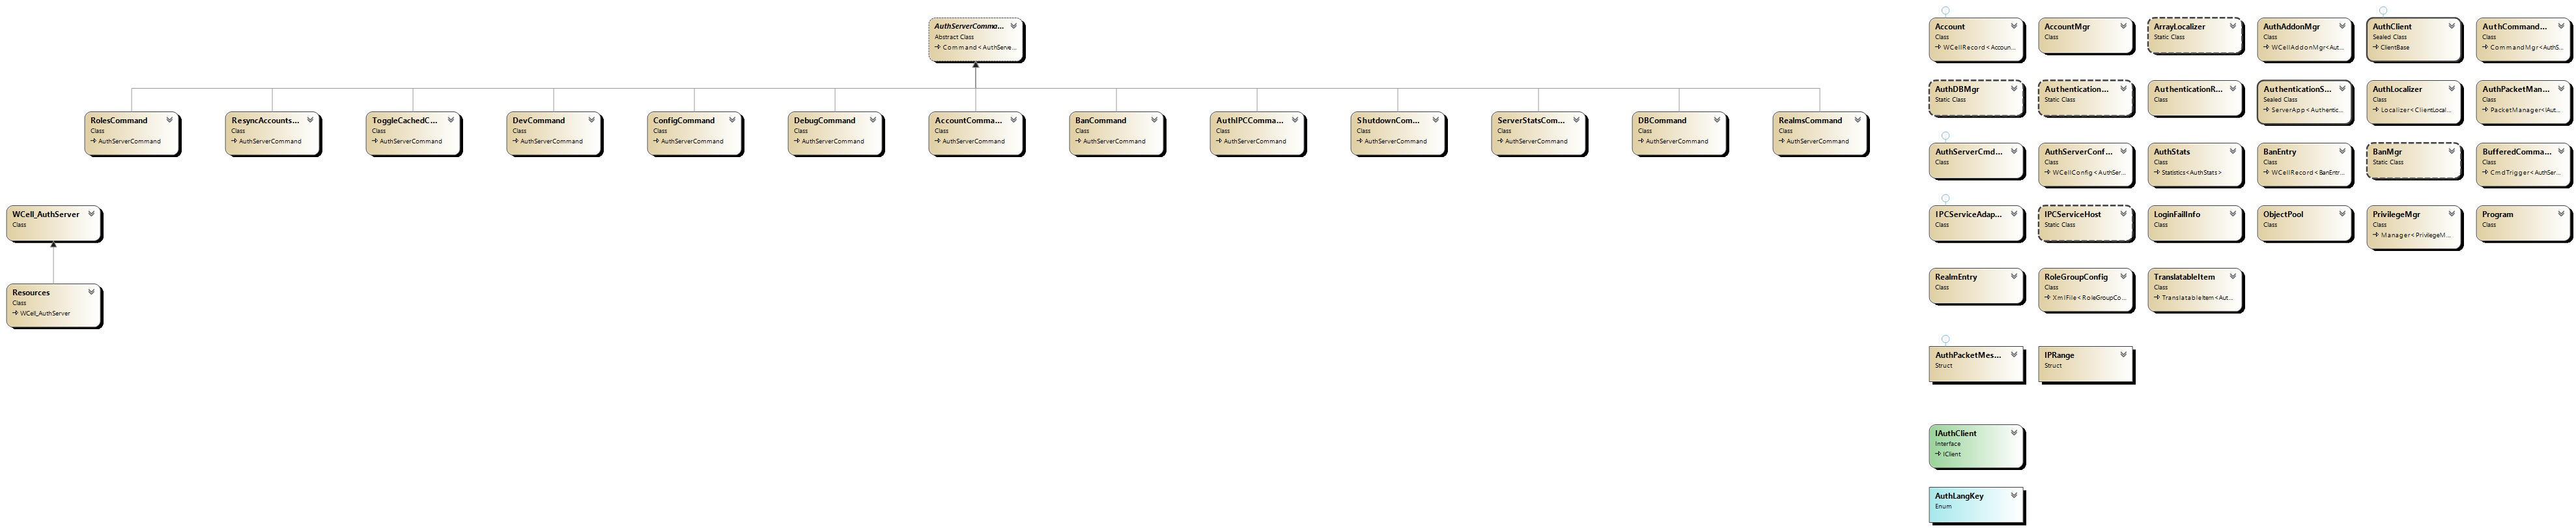 AuthServerComma...
Abstract Class
Command<AuthServe...
RolesCommand
Class
AuthServerCommand
ResyncAccounts...
Class
AuthServerCommand
ToggleCachedC...
Class
AuthServerCommand
DevCommand
Class
AuthServerCommand
ConfigCommand
Class
AuthServerCommand
DebugCommand
Class
AuthServerCommand
AccountComma...
Class
AuthServerCommand
BanCommand
Class
AuthServerCommand
AuthIPCComma...
Class
AuthServerCommand
ShutdownCom...
Class
AuthServerCommand
ServerStatsCom...
Class
AuthServerCommand
DBCommand
Class
AuthServerCommand
RealmsCommand
Class
AuthServerCommand
WCell_AuthServer
Class
Resources
Class
WCell_AuthServer
Account
Class
WCellRecord<Accoun...
AccountMgr
Class
ArrayLocalizer
Static Class
AuthAddonMgr
Class
WCellAddonMgr<Aut...
AuthClient
Sealed Class
ClientBase
AuthCommand...
Class
CommandMgr<AuthS...
AuthDBMgr
Static Class
Authentication...
Static Class
AuthenticationR...
Class
AuthenticationS...
Sealed Class
ServerApp<Authentic...
AuthLocalizer
Class
Localizer<ClientLocal...
AuthPacketMan...
Class
PacketManager<IAut...
AuthServerCmd...
Class
AuthServerConf...
Class
WCellConfig<AuthSer...
AuthStats
Class
Statistics<AuthStats>
BanEntry
Class
WCellRecord<BanEntr...
BanMgr
Static Class
BufferedComma...
Class
CmdTrigger<AuthSer...
IPCServiceAdap...
Class
IPCServiceHost
Static Class
LoginFailInfo
Class
ObjectPool
Class
PrivilegeMgr
Class
Manager<PrivilegeM...
Program
Class
RealmEntry
Class
RoleGroupConfig
Class
XmlFile<RoleGroupCo...
TranslatableItem
Class
TranslatableItem<Aut...
AuthPacketMes...
Struct
IPRange
Struct
IAuthClient
Interface
IClient
AuthLangKey
Enum